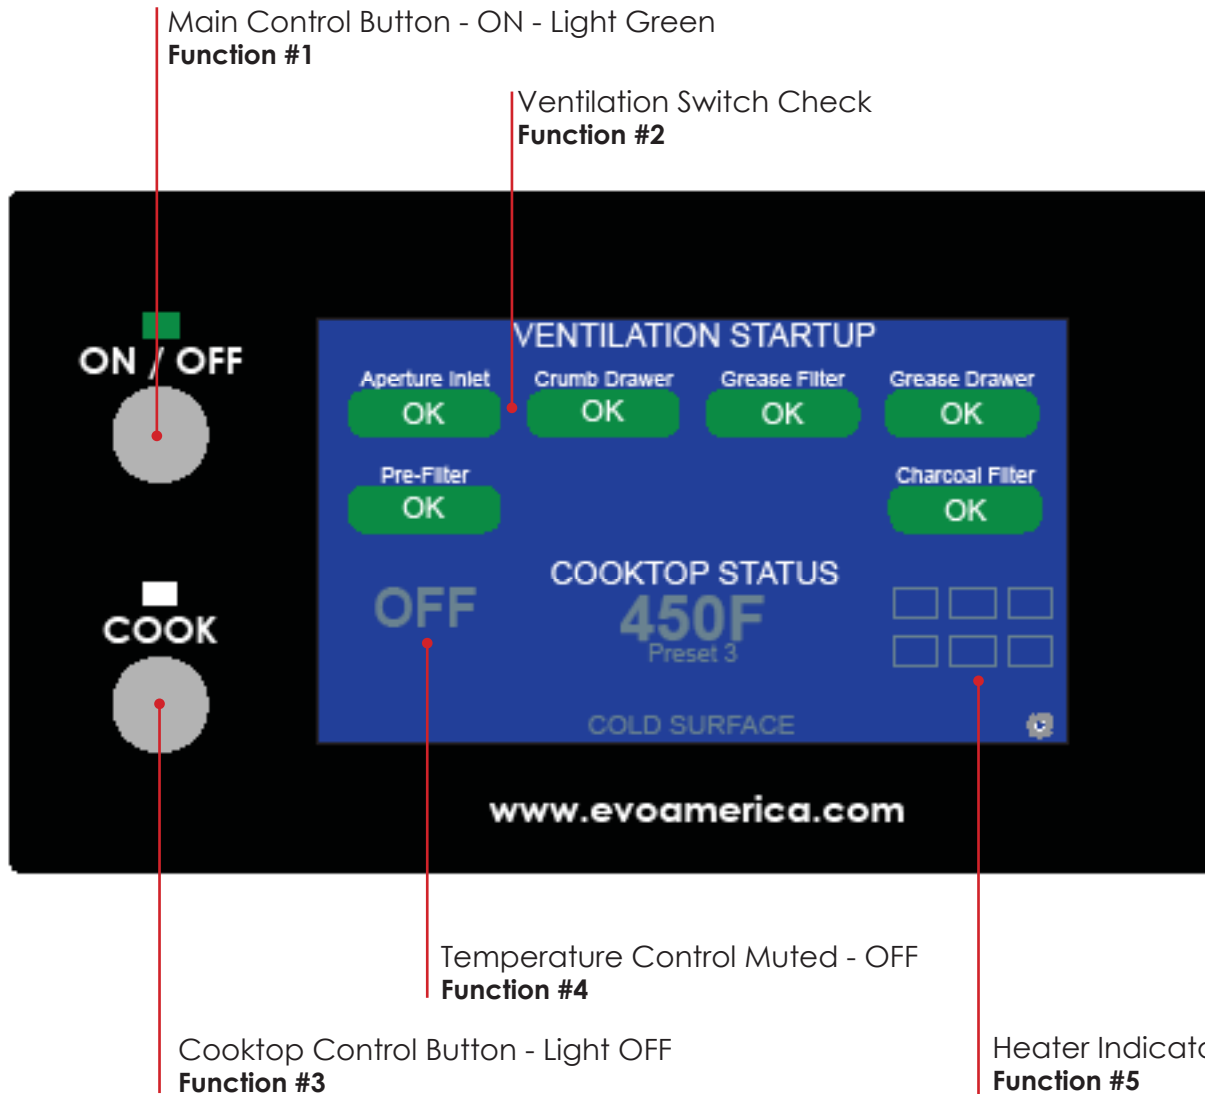 Main Control Button - ON - Light Green
Function #1
Ventilation Switch Check
Function #2
ON / OFF
VENTILATION STARTUP
Aperture Inlet Crumb Drawer Grease Filter Grease Drawer
OK OK OK OK
Pre-Filter Charcoal Filter
OK OK
COOKTOP STATUS
OFF 450F
Preset 3
COOK
COLD SURFACE
www.evoamerica.com
Temperature Control Muted - OFF
Function #4
Cooktop Control Button - Light OFF
Function #3
Heater
Function #5